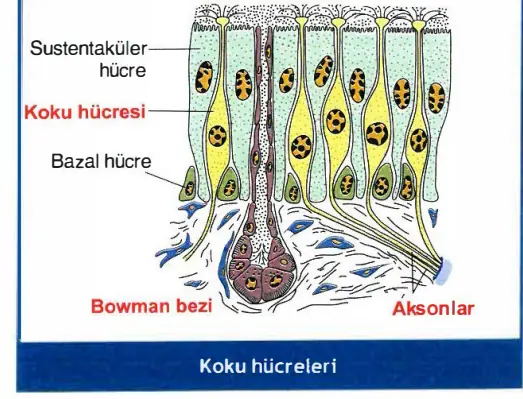 Sustentaküler
hücre
Koku hücresi
Bazal hücre
Bowman bezi
Aksonlar
Koku hücreleri